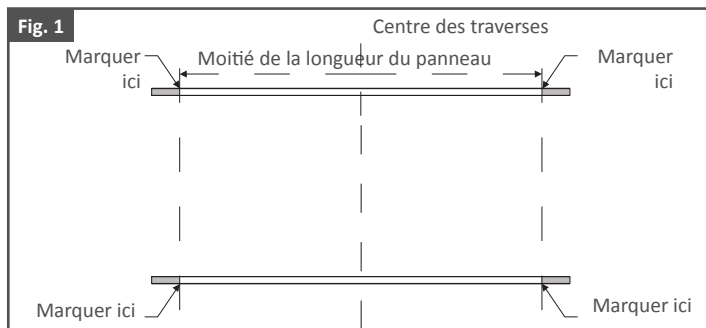 Fig. 1
Centre des traverses
Marquer
ici
Moitié de la longueur du panneau
Marquer
ici
Marquer ici
Marquer ici